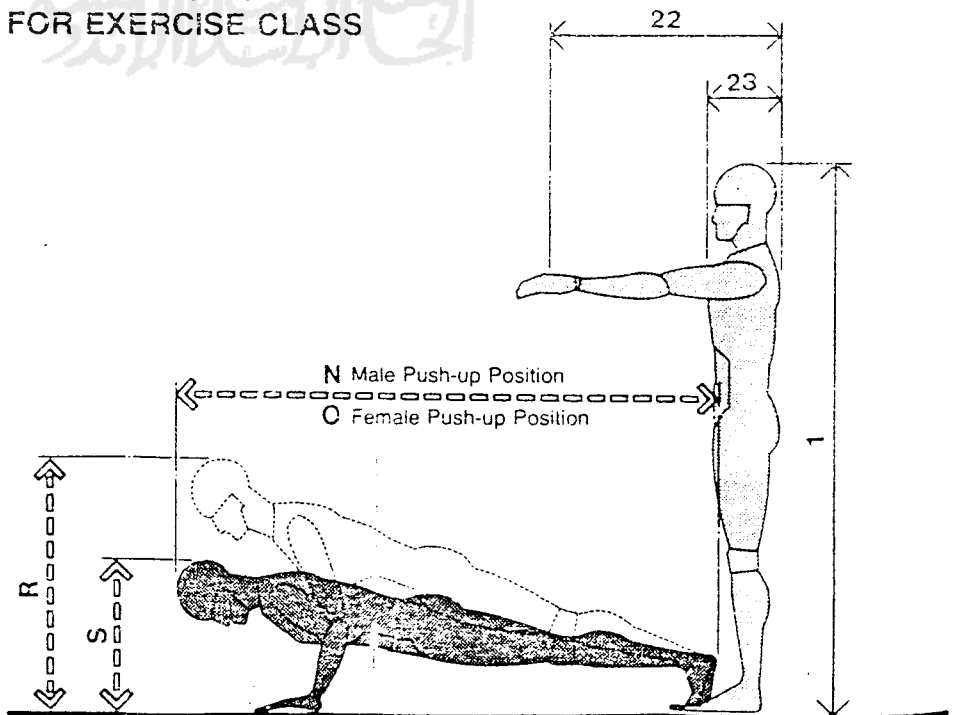 FOR EXERCISE CLASS
22
23
N Male Push-up Position
O Female Push-up Position
1
R
S